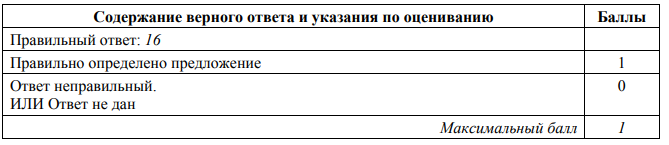 Содержание верного ответа и указания по оцениванию Баллы
Правильный ответ: 16
Правильно определено предложение 1
Ответ неправильный. 0
ИЛИ Ответ не дан
Максимальный балл 1